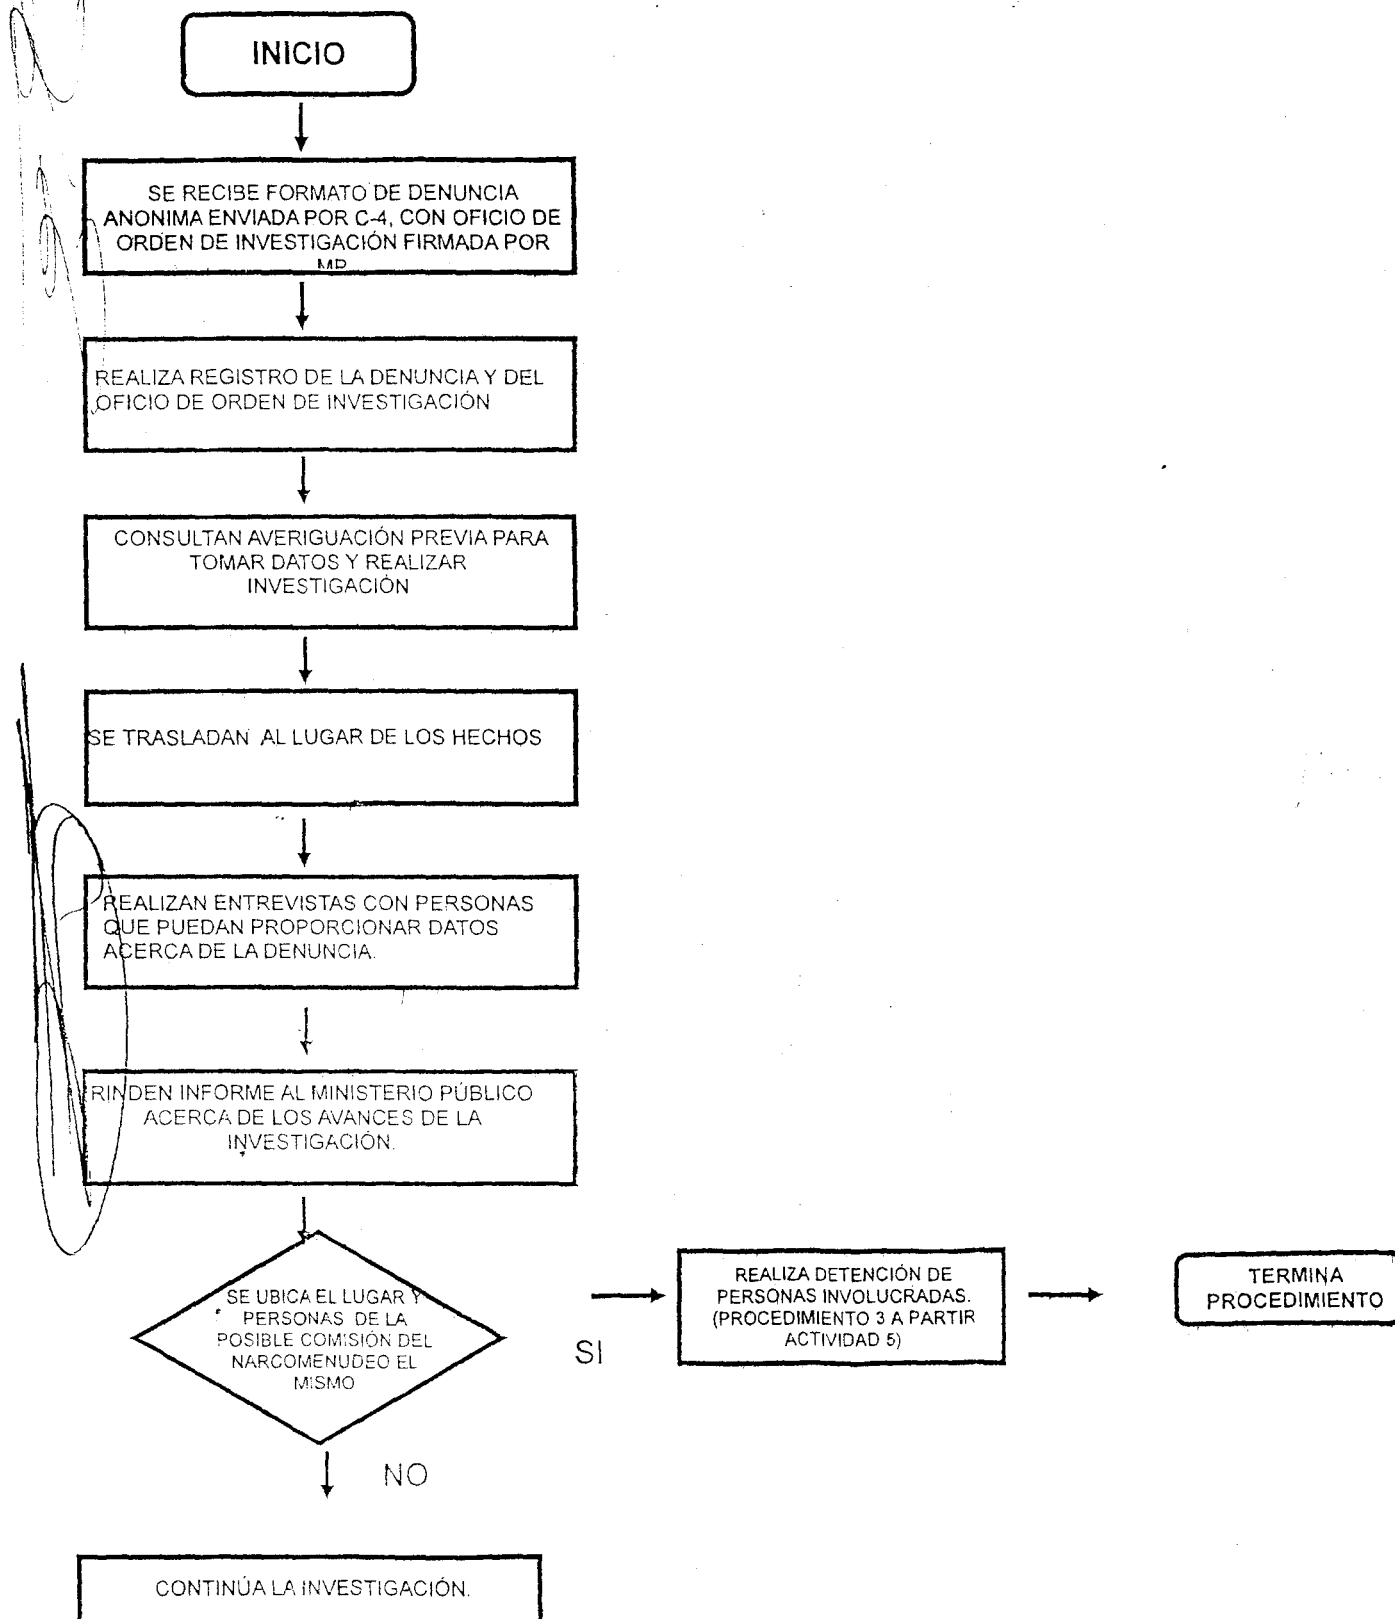 INICIO
SE RECIBE FORMATO DE DENUNCIA
ANONIMA ENVIADA POR C-4, CON OFICIO DE
ORDEN DE INVESTIGACIÓN FIRMADA POR
MP
REALIZA REGISTRO DE LA DENUNCIA Y DEL
OFICIO DE ORDEN DE INVESTIGACIÓN
CONSULTAN AVERIGUACIÓN PREVIA PARA
TOMAR DATOS Y REALIZAR
INVESTIGACIÓN
SE TRASLADAN AL LUGAR DE LOS HECHOS
REALIZAN ENTREVISTAS CON PERSONAS
QUE PUEDAN PROPORCIONAR DATOS
ACERCA DE LA DENUNCIA.
RINDEN INFORME AL MINISTERIO PÚBLICO
ACERCA DE LOS AVANCES DE LA
INVESTIGACIÓN.
SE UBICA EL LUGAR Y
PERSONAS DE LA
POSIBLE COMISIÓN DEL
NARCOMENUDEO EL
MISMO
SI
REALIZA DETENCIÓN DE
PERSONAS INVOLUCRADAS.
(PROCEDIMIENTO 3 A PARTIR
ACTIVIDAD 5)
TERMINA
PROCEDIMIENTO
NO
CONTINÚA LA INVESTIGACIÓN.